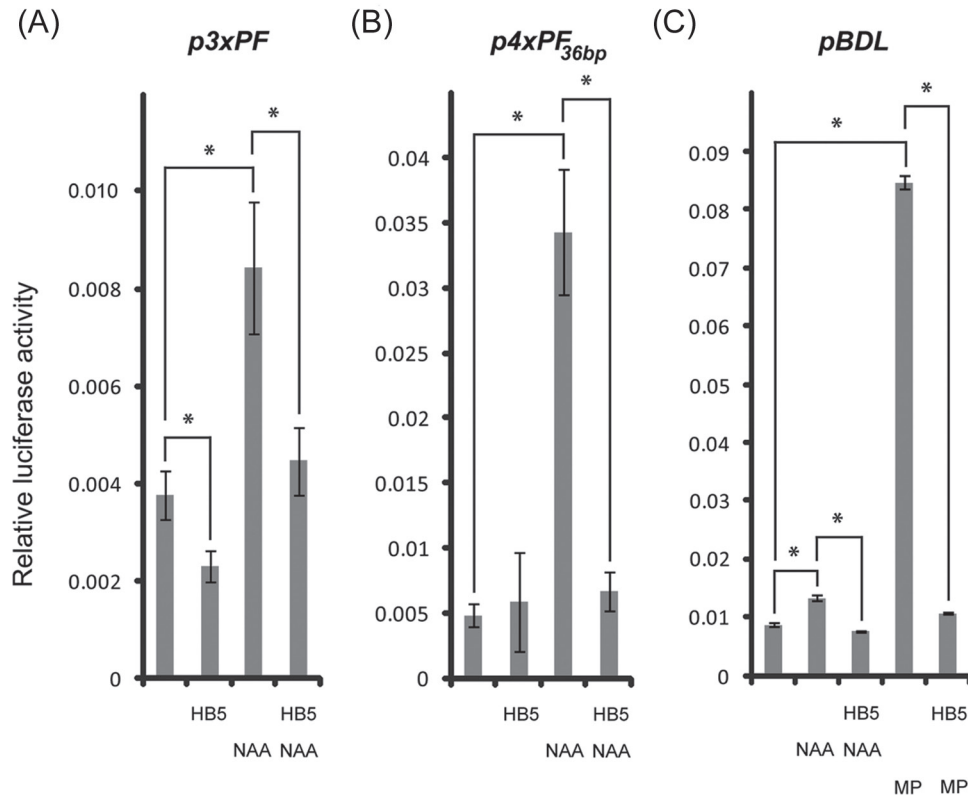 (A) p3xPF
(B) p4xPF36bp
(C) pBDL
Relative luciferase activity
0.010
0.008
0.006
0.004
0.002
0
* * *
HB5 HB5
NAA NAA
0.04
0.035
0.03
0.025
0.02
0.015
0.01
0.005
0
* *
HB5 HB5
NAA NAA
0.09
0.08
0.07
0.06
0.05
0.04
0.03
0.02
0.01
0
* * * *
HB5 HB5
NAA NAA
MP MP